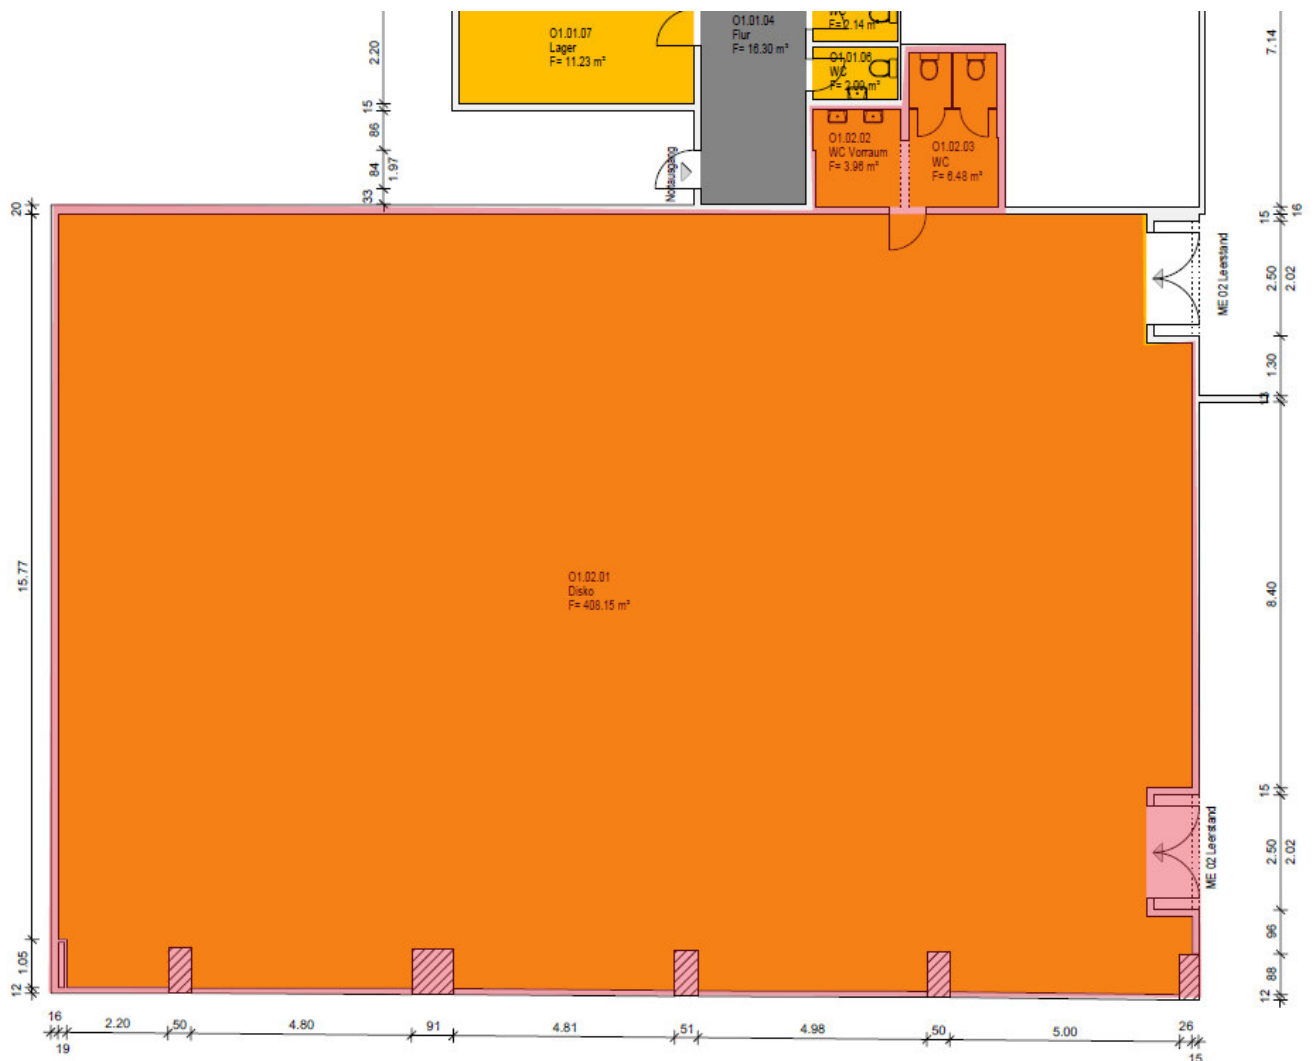 O1.01.07
Lager
F= 11.23 m²
O1.01.04
Flur
F= 16.30 m²
WC
F= 2.14 m²
O1.01.06
WC
F= 2.00 m²
O1.02.02
WC Vorraum
F= 3.96 m²
O1.02.03
WC
F= 6.48 m²
Notausgang
O1.02.01
Disko
F= 408.15 m²
ME 02 Leerstand
ME 02 Leerstand
2.20
15
86
84
1.97
33
20
15.77
1.05
12
7.14
15
16
2.50
2.02
1.30
13
8.40
15
2.50
2.02
96
88
12
16
19
2.20
50
4.80
91
4.81
51
4.98
50
5.00
26
15